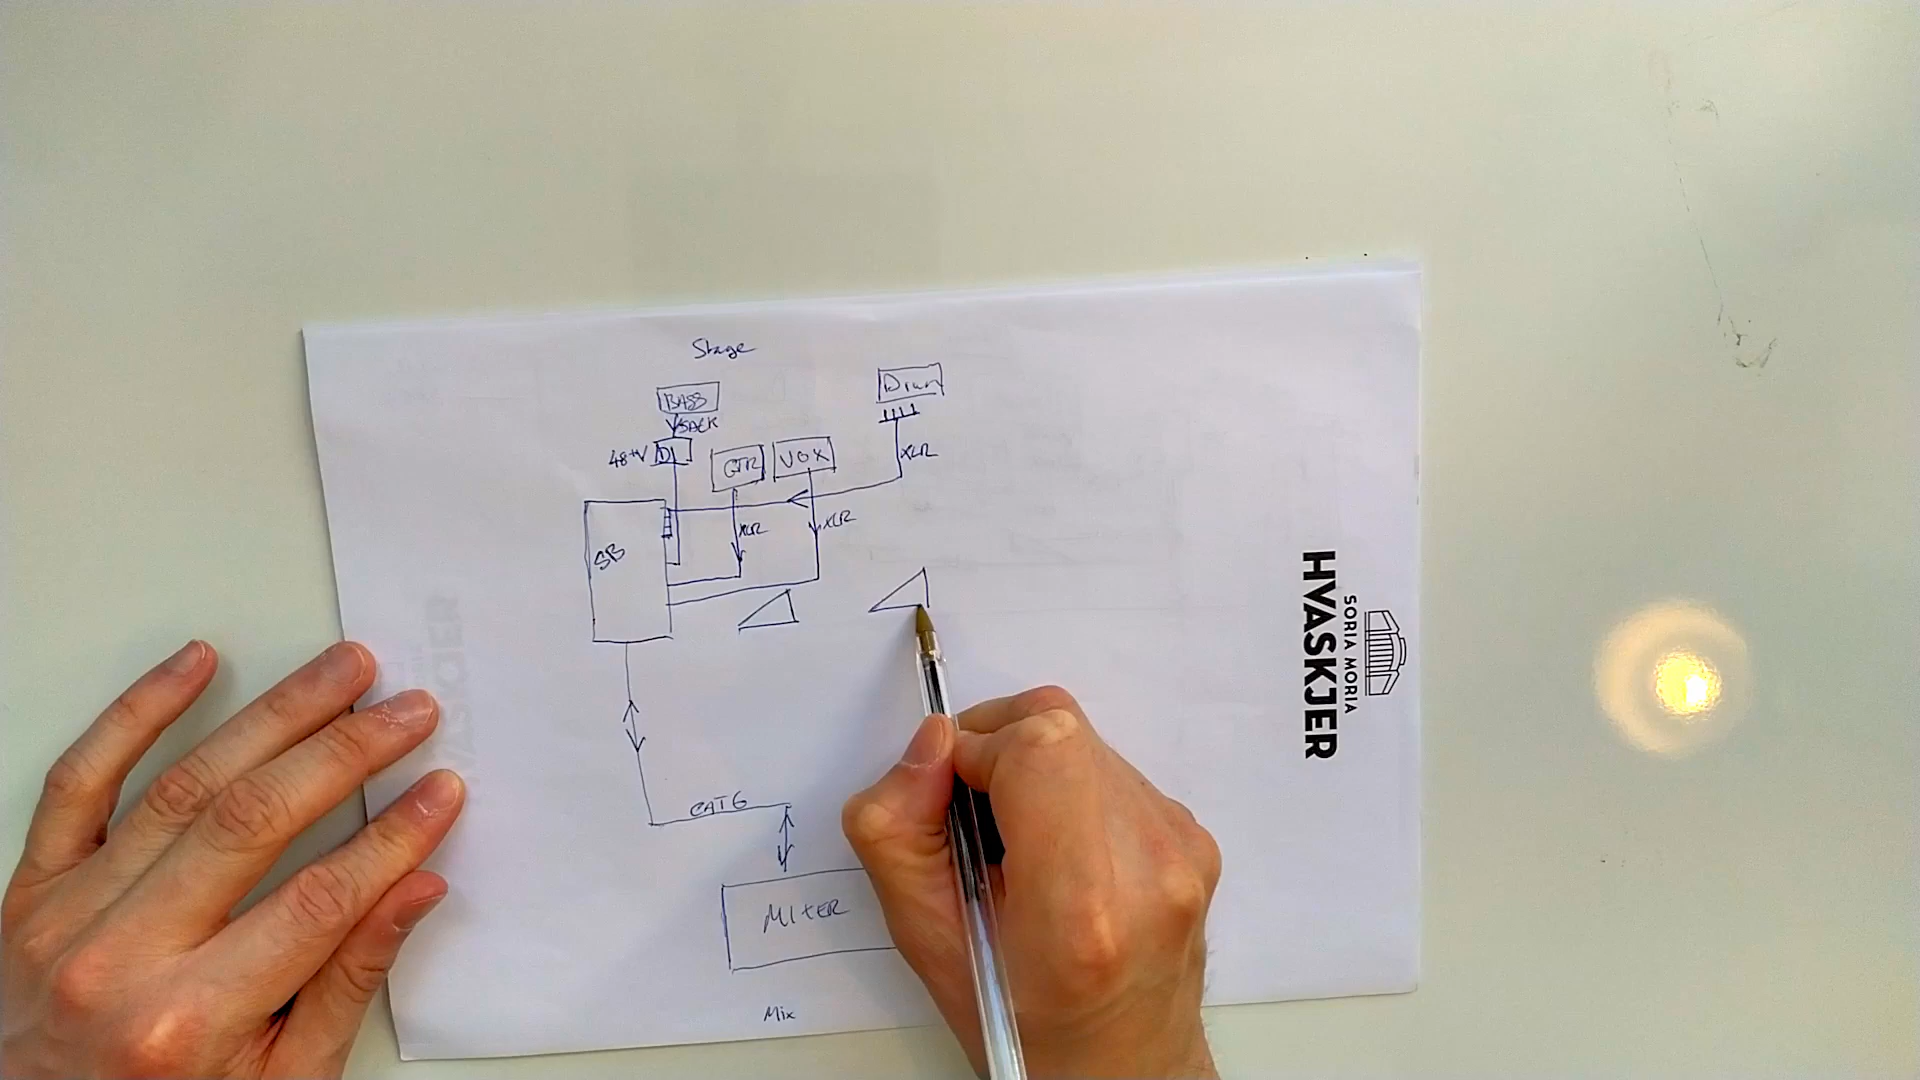 Stage
BASS
Drum
JACK
48+V
DI
GTR
VOX
XLR
XLR
XLR
SB
CAT6
MIXER
Mix
SORIA MORIA
HVASKJER